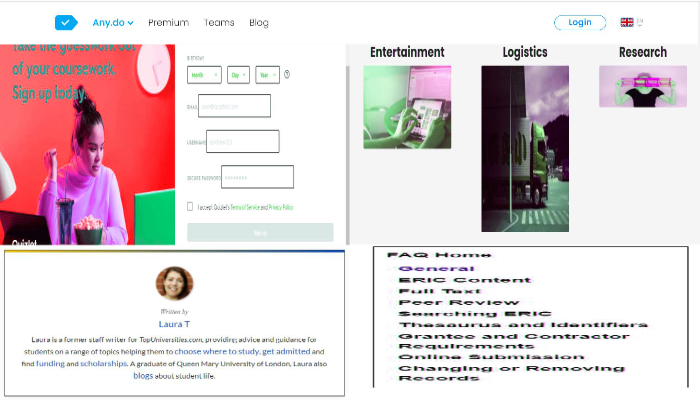 Any.do
Premium
Teams
Blog
Login
EN
Take the guesswork out
of your coursework.
Sign up today.
Quizlet
BIRTHDAY
Month
Day
Year
EMAIL
USERNAME
SECURE PASSWORD
I accept Quizlet's Terms of Service and Privacy Policy
Entertainment
Logistics
Research
Written by
Laura T
Laura is a former staff writer for TopUniversities.com, providing advice and guidance for
students on a range of topics helping them to choose where to study, get admitted and
find funding and scholarships. A graduate of Queen Mary University of London, Laura also
blogs about student life.
FAQ Home
General
ERIC Content
Full Text
Peer Review
Searching ERIC
Thesaurus and Identifiers
Grantee and Contractor
Requirements
Online Submission
Changing or Removing
Records